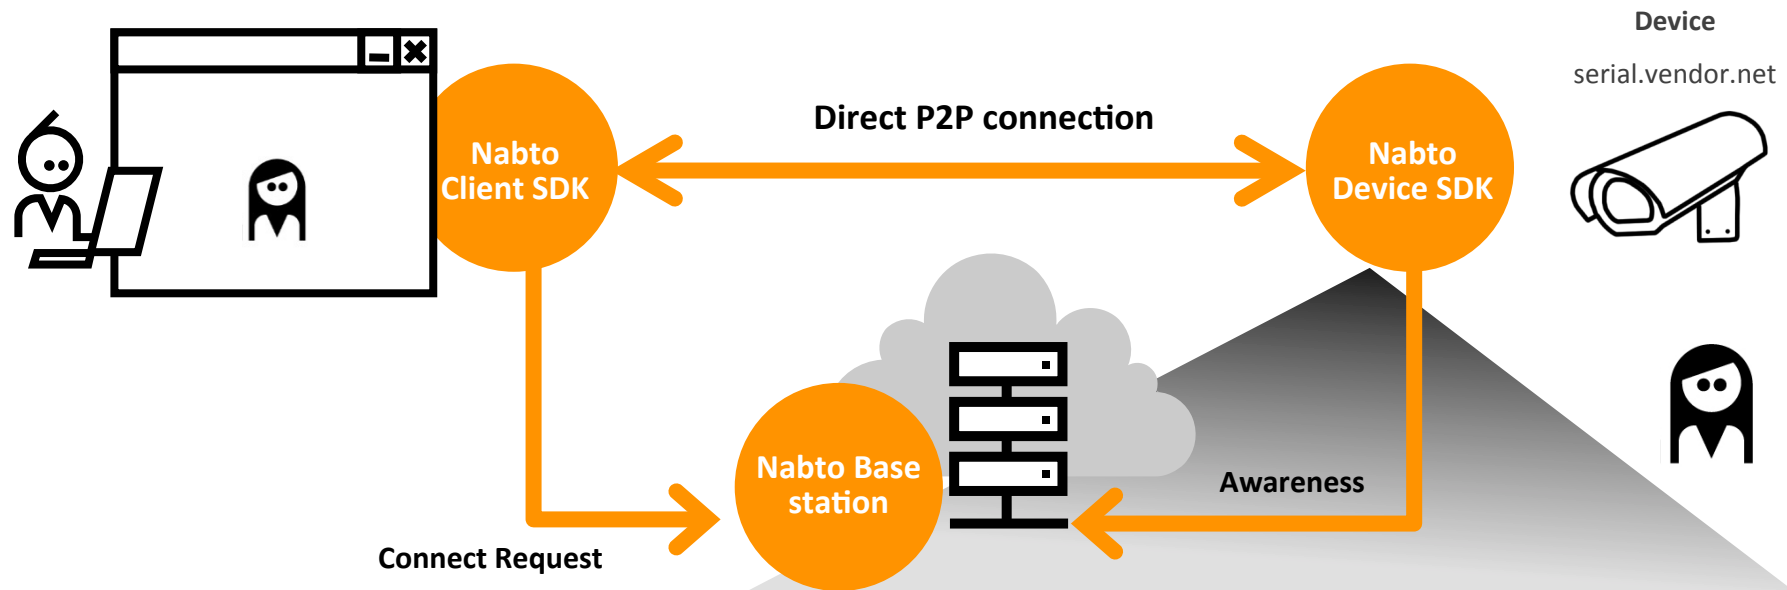 Device
serial.vendor.net
Direct P2P connection
Nabto
Client SDK
Nabto
Device SDK
Nabto Base
station
Awareness
Connect Request